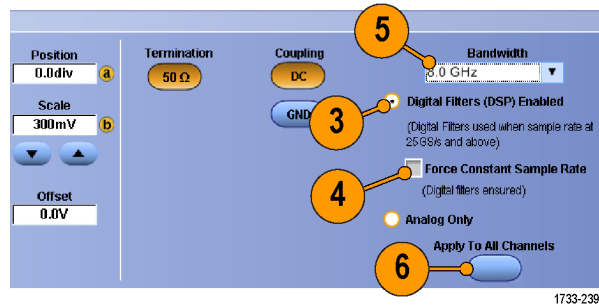 Position
0.0div
a
Scale
300mV
b
Offset
0.0V
Termination
50 Ω
Coupling
DC
GND
5
Bandwidth
8.0 GHz
3
Digital Filters (DSP) Enabled
(Digital Filters used when sample rate at
25GS/s and above)
4
Force Constant Sample Rate
(Digital filters ensured)
Analog Only
Apply To All Channels
6
1733-239